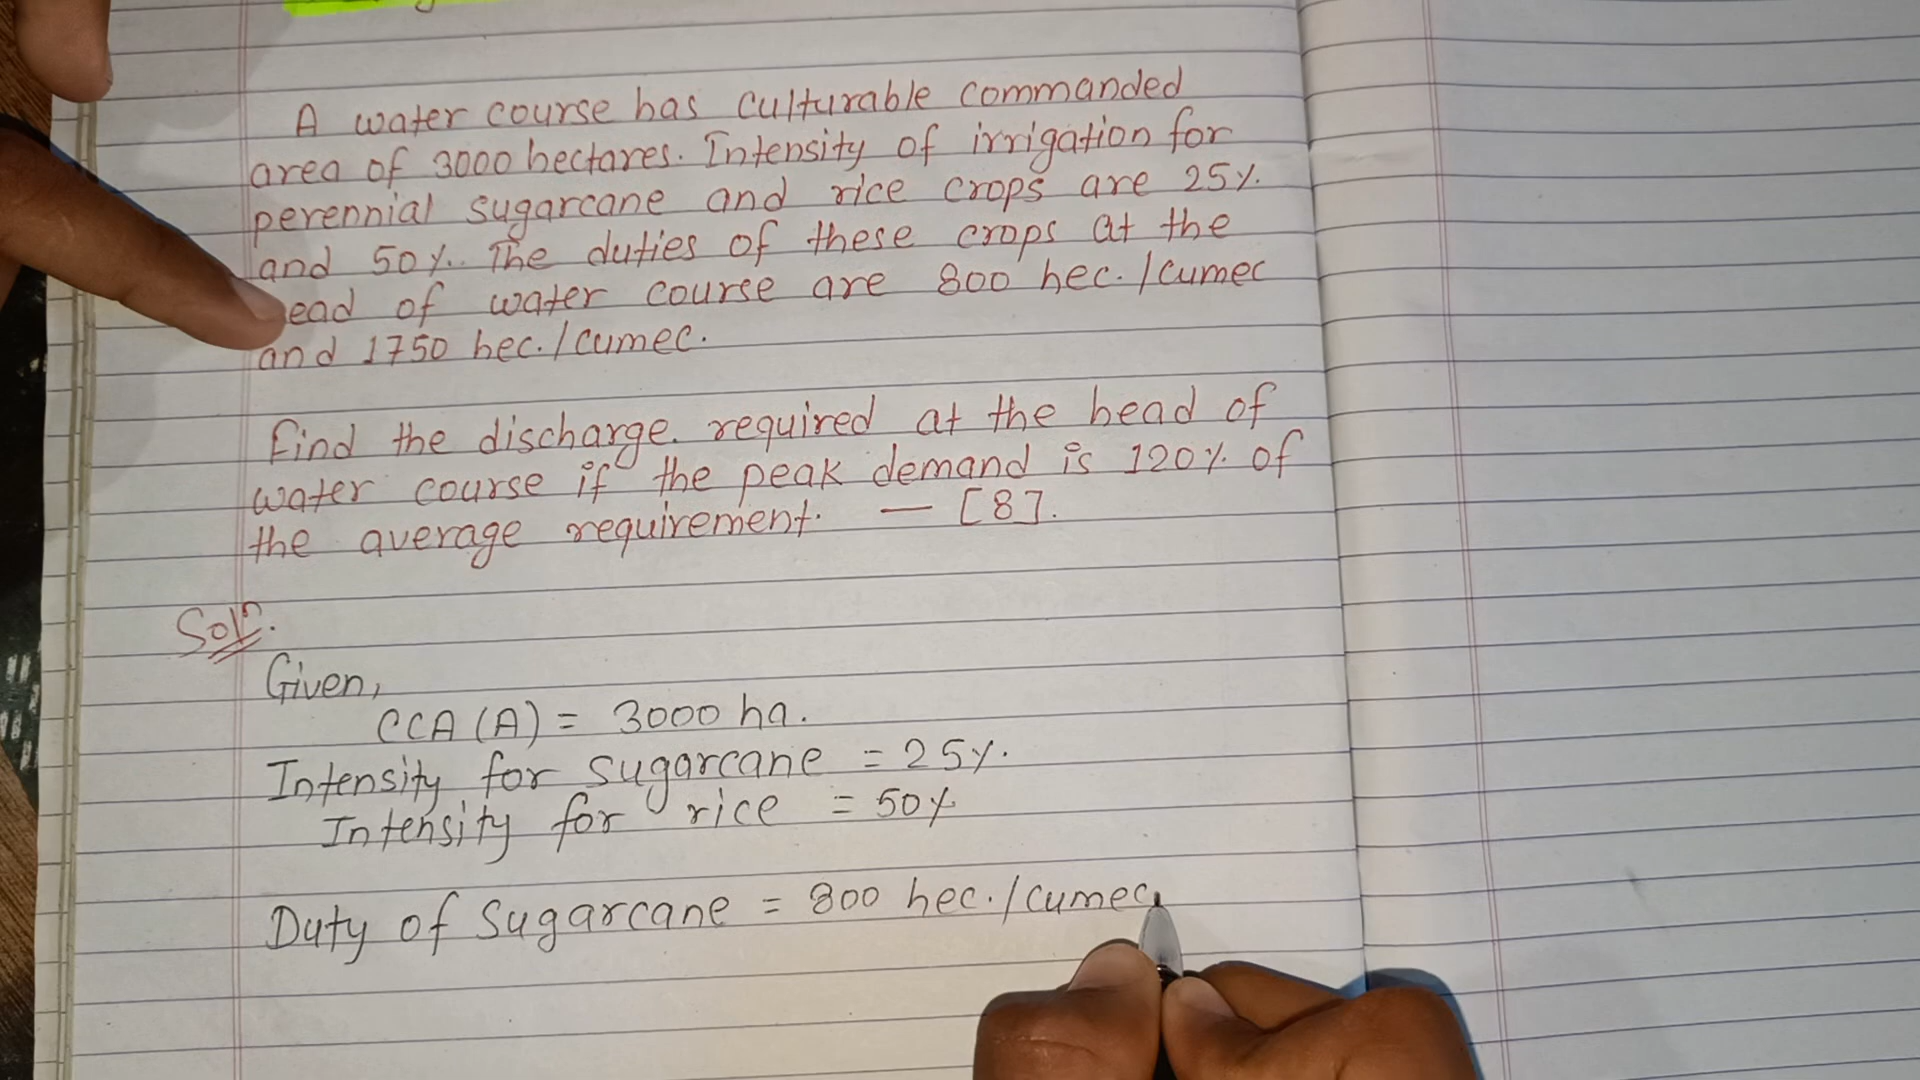 A water course has culturable commanded
area of 3000 hectares. Intensity of irrigation for
perennial sugarcane and rice crops are 25%
and 50%. The duties of these crops at the
ead of water course are 800 hec./cumec
and 1750 hec./cumec.
Find the discharge required at the head of
water course if the peak demand is 120% of
the average requirement. — [8].
Soln.
Given,
CCA (A) = 3000 ha.
Intensity for sugarcane = 25%.
Intensity for rice = 50%
Duty of Sugarcane = 800 hec./cumec